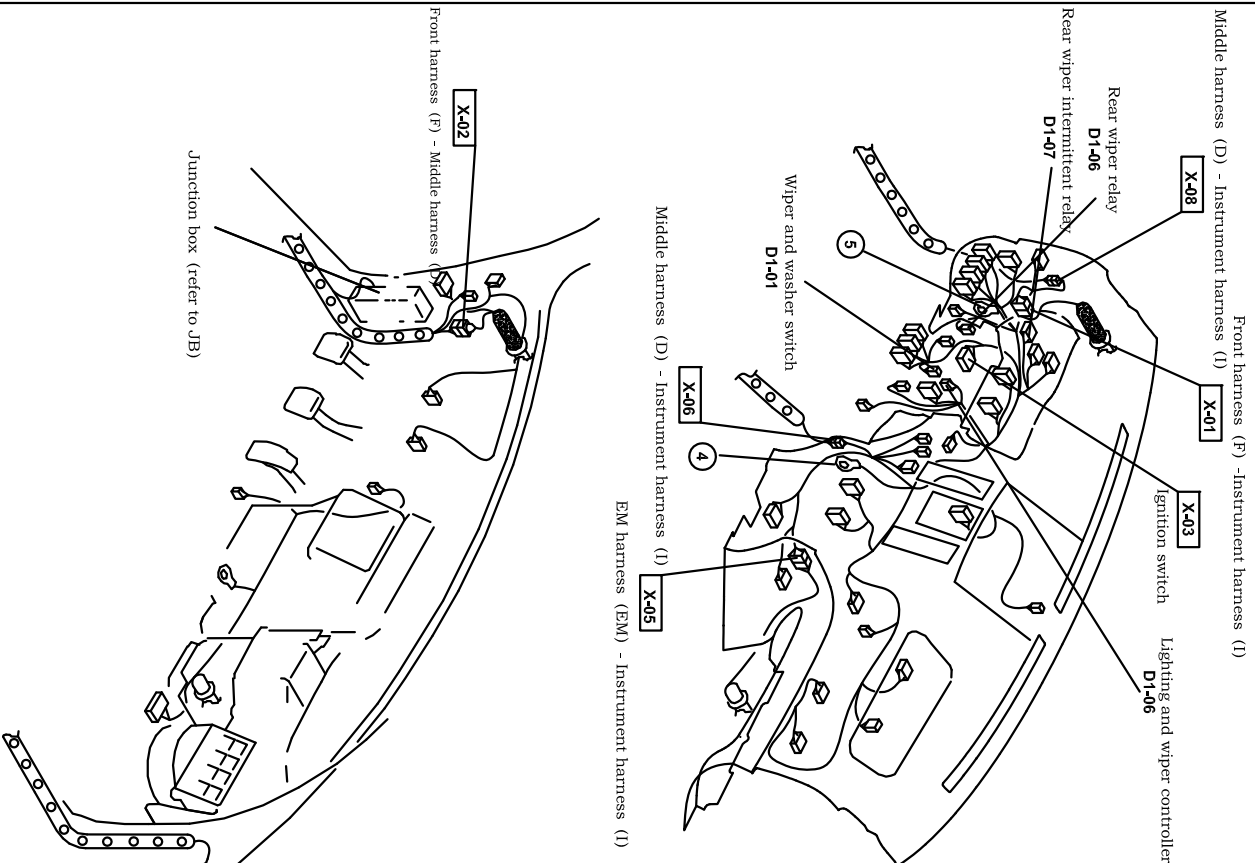 Front harness (F) -Instrument harness (I)
X-01
Middle harness (D) - Instrument harness (I)
X-08
X-03
Ignition switch
Lighting and wiper controller
D1-06
Rear wiper relay
D1-06
Rear wiper intermittent relay
D1-07
5
Wiper and washer switch
D1-01
X-06
4
Middle harness (D) - Instrument harness (I)
X-05
EM harness (EM) - Instrument harness (I)
X-02
Front harness (F) - Middle harness (D)
Junction box (refer to JB)